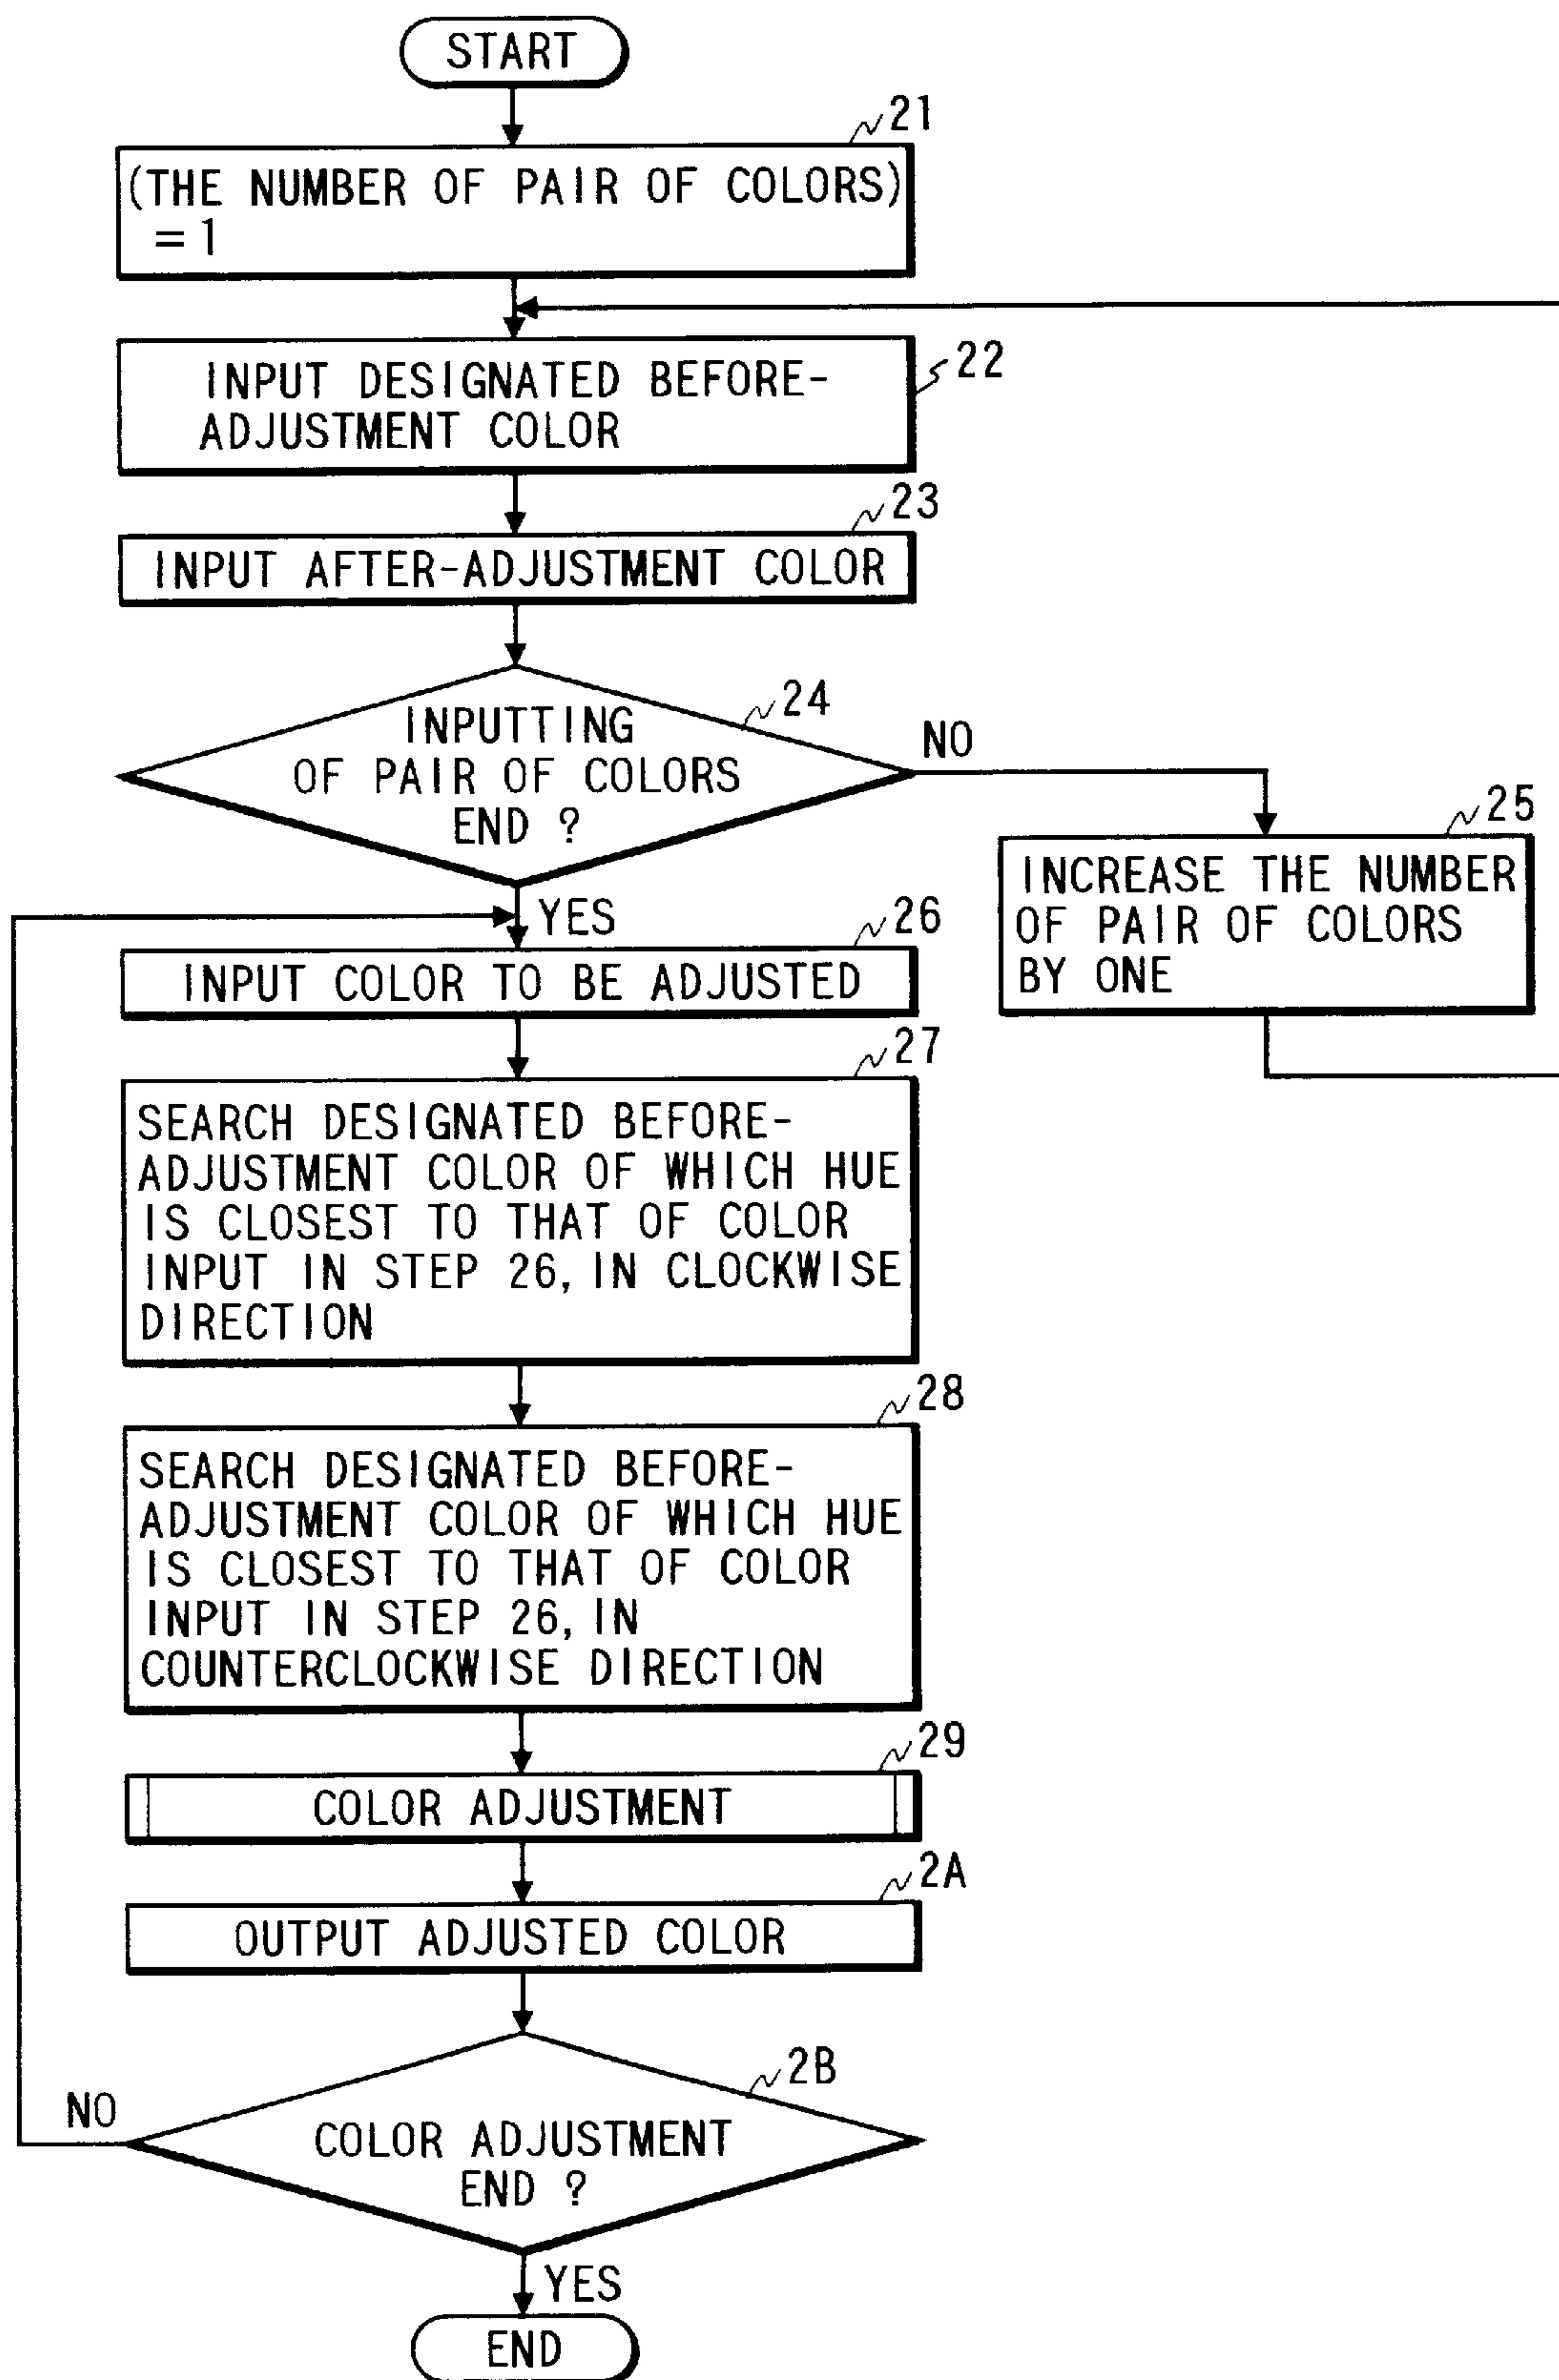 START
21
(THE NUMBER OF PAIR OF COLORS)
= 1
22
INPUT DESIGNATED BEFORE-
ADJUSTMENT COLOR
23
INPUT AFTER-ADJUSTMENT COLOR
24
INPUTTING
OF PAIR OF COLORS
END ?
NO
25
INCREASE THE NUMBER
OF PAIR OF COLORS
BY ONE
YES
26
INPUT COLOR TO BE ADJUSTED
27
SEARCH DESIGNATED BEFORE-
ADJUSTMENT COLOR OF WHICH HUE
IS CLOSEST TO THAT OF COLOR
INPUT IN STEP 26, IN CLOCKWISE
DIRECTION
28
SEARCH DESIGNATED BEFORE-
ADJUSTMENT COLOR OF WHICH HUE
IS CLOSEST TO THAT OF COLOR
INPUT IN STEP 26, IN
COUNTERCLOCKWISE DIRECTION
29
COLOR ADJUSTMENT
2A
OUTPUT ADJUSTED COLOR
2B
NO
COLOR ADJUSTMENT
END ?
YES
END